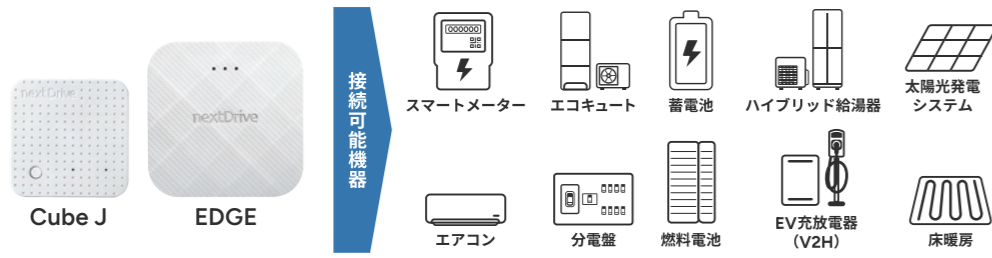 nextDrive
nextDrive
Cube J
EDGE
接続可能機器
000000
スマートメーター
エコキュート
蓄電池
ハイブリッド給湯器
太陽光発電
システム
エアコン
分電盤
燃料電池
EV充放電器
（V2H）
床暖房